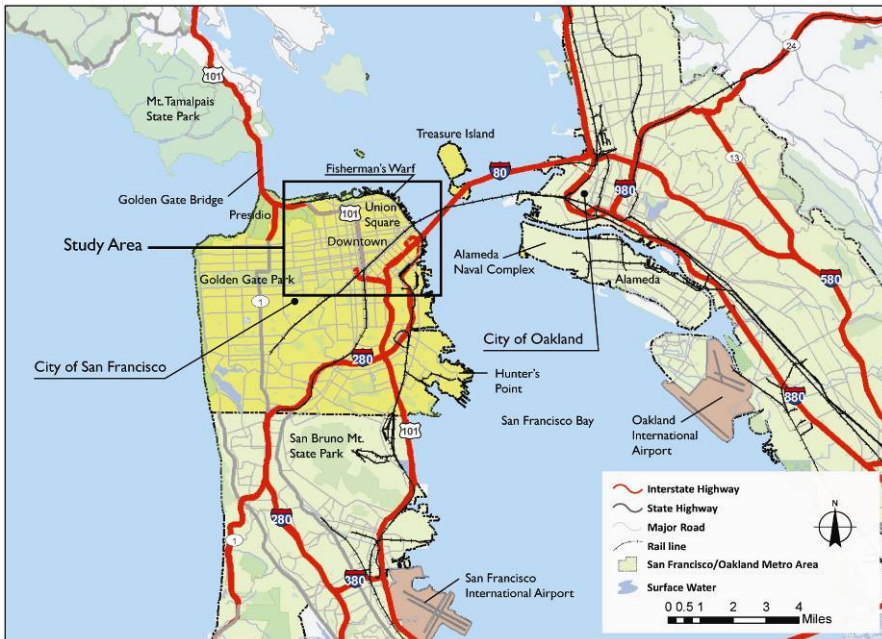 101
24
Mt. Tamalpais
State Park
Treasure Island
80
13
Fisherman's Warf
980
Golden Gate Bridge
Presidio
101
Union
Square
Study Area
Downtown
Alameda
Naval Complex
Golden Gate Park
Alameda
580
1
City of Oakland
City of San Francisco
280
Hunter's
Point
880
San Francisco Bay
101
Oakland
International
Airport
San Bruno Mt.
State Park
280
1
380
San Francisco
International Airport
Interstate Highway
State Highway
Major Road
Rail line
San Francisco/Oakland Metro Area
Surface Water
N
0 0.5 1 2 3 4
Miles